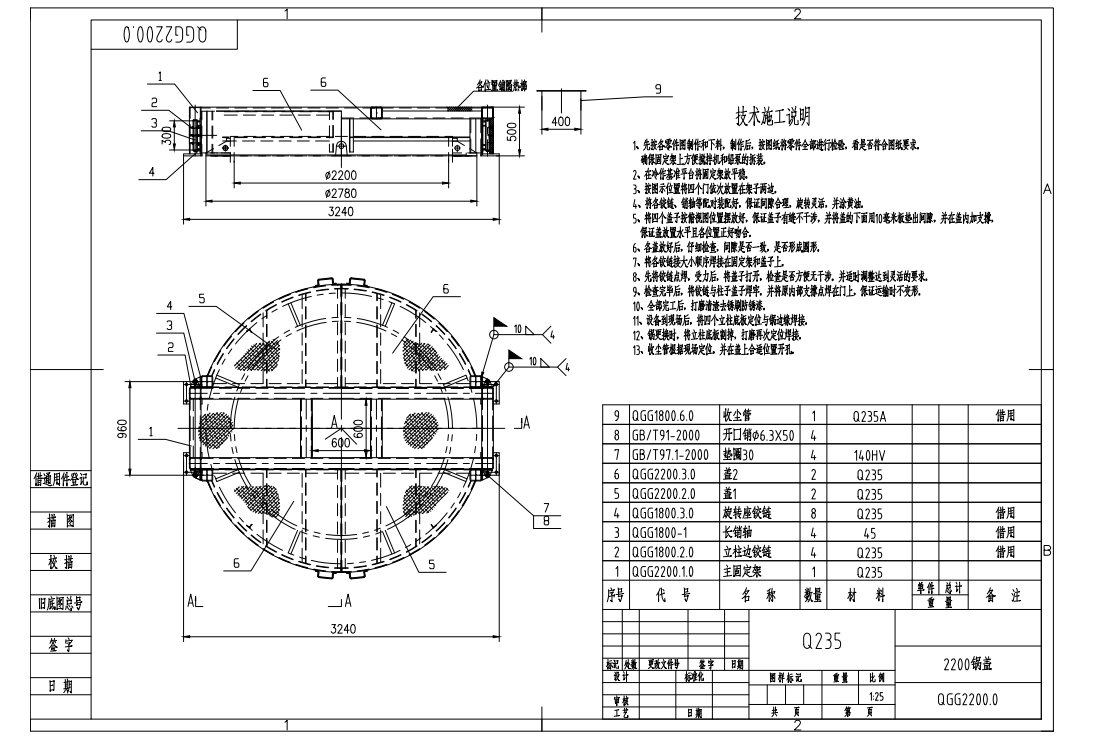 1
2
QGG2200.0
1
2
3
4
6
6
各位置铺隔热棉
9
300
500
400
Ø2200
Ø2780
3240
技术施工说明
1、先按各零件图制作和下料，制作后，按图纸将零件全部进行检验，看是否符合图纸要求。
确保固定架上方便搅拌机和铅泵的拆装。
2、在冷作基准平台将固定架放平稳。
3、按图示位置将四个门依次放置在架子两边。
4、将各铰链、销轴等配对装配好，保证间隙合理，旋转灵活，并涂黄油。
5、将四个盖子按俯视图位置摆放好，保证盖子有缝不干涉，并将盖的下面用10毫米板垫出间隙，并在盖内加支撑，
保证盖放置水平且各位置正好吻合。
6、各盖放好后，仔细检查，间隙是否一致，是否形成圆形。
7、将各铰链按大小顺序焊接在固定架和盖子上。
8、先将铰链点焊，受力后，将盖子打开，检查是否方便无干涉，并适时调整达到灵活的要求。
9、检查完毕后，将铰链与柱子盖子焊牢，并将原内部支撑点焊在门上，保证运输时不变形。
10、全部完工后，打磨清渣去锈刷防锈漆。
11、设备到现场后，将四个立柱底板定位与锅边缘焊接。
12、锅更换时，将立柱底板割掉，打磨再次定位焊接。
13、收尘管根据现场定位，并在盖上合适位置开孔。
A
A
B
B
5
6
4
3
2
1
10
4
10
4
960
A
600
600
A
7
8
6
5
A
A
3240
借通用件登记
描 图
校 描
旧底图总号
签 字
日 期
9 QGG1800.6.0 收尘管 1 Q235A 借用
8 GB/T91-2000 开口销Ø6.3X50 4
7 GB/T97.1-2000 垫圈30 4 140HV
6 QGG2200.3.0 盖2 2 Q235
5 QGG2200.2.0 盖1 2 Q235
4 QGG1800.3.0 旋转座铰链 8 Q235 借用
3 QGG1800-1 长销轴 4 45 借用
2 QGG1800.2.0 立柱边铰链 4 Q235 借用
1 QGG2200.1.0 主固定架 1 Q235
序号 代 号 名 称 数量 材 料 单件 总计 重 量 备 注
Q235
2200锅盖
QGG2200.0
标记 处数 更改文件号 签字 日期
设计 标准化
审核
工艺 日期
图样标记 重量 比例
1:25
共 页 第 页
1
2